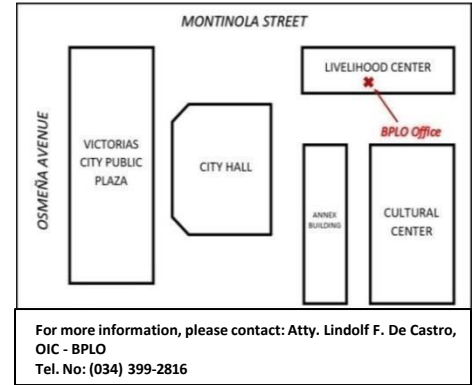 MONTINOLA STREET
LIVELIHOOD CENTER
BPLO Office
OSMEÑA AVENUE
VICTORIAS
CITY PUBLIC
PLAZA
CITY HALL
ANNEX
BUILDING
CULTURAL
CENTER
For more information, please contact: Atty. Lindolf F. De Castro,
OIC - BPLO
Tel. No: (034) 399-2816